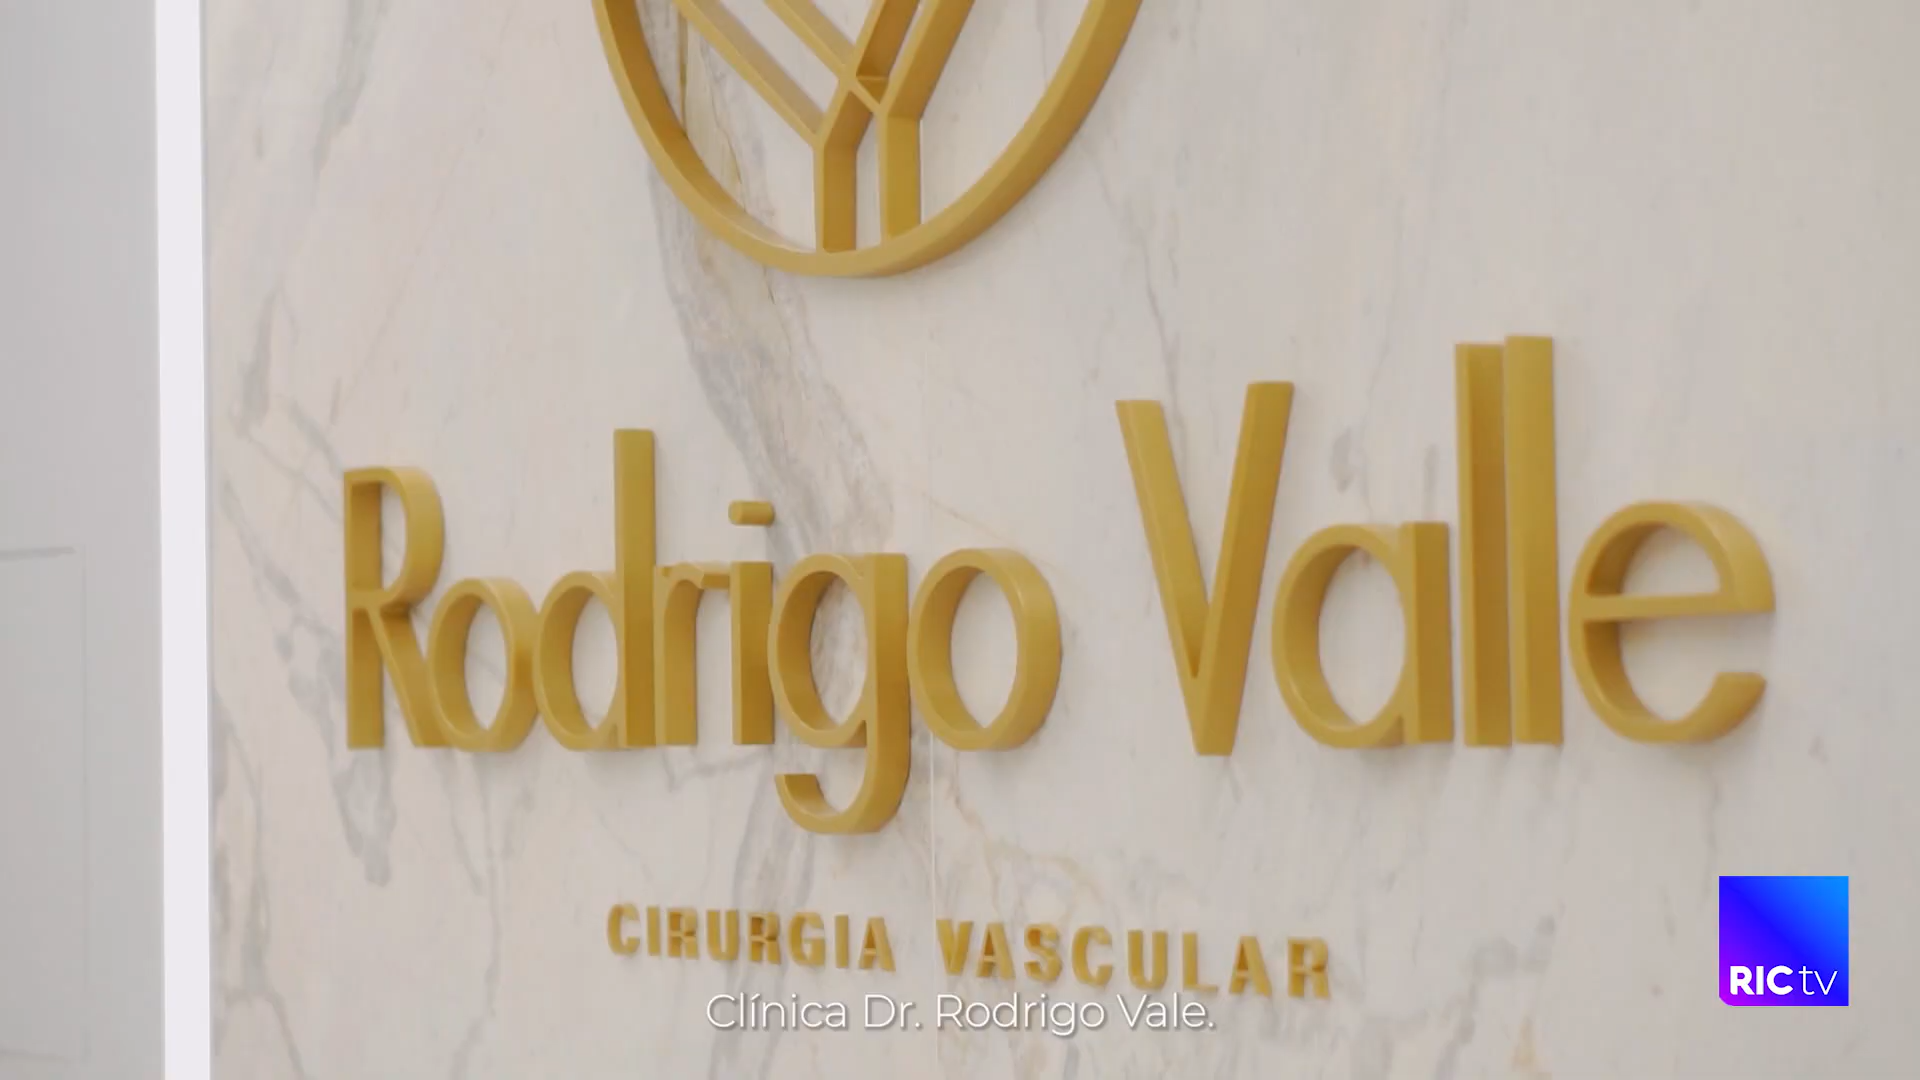 Rodrigo Valle
CIRURGIA VASCULAR
Clínica Dr. Rodrigo Vale.
RIC tv